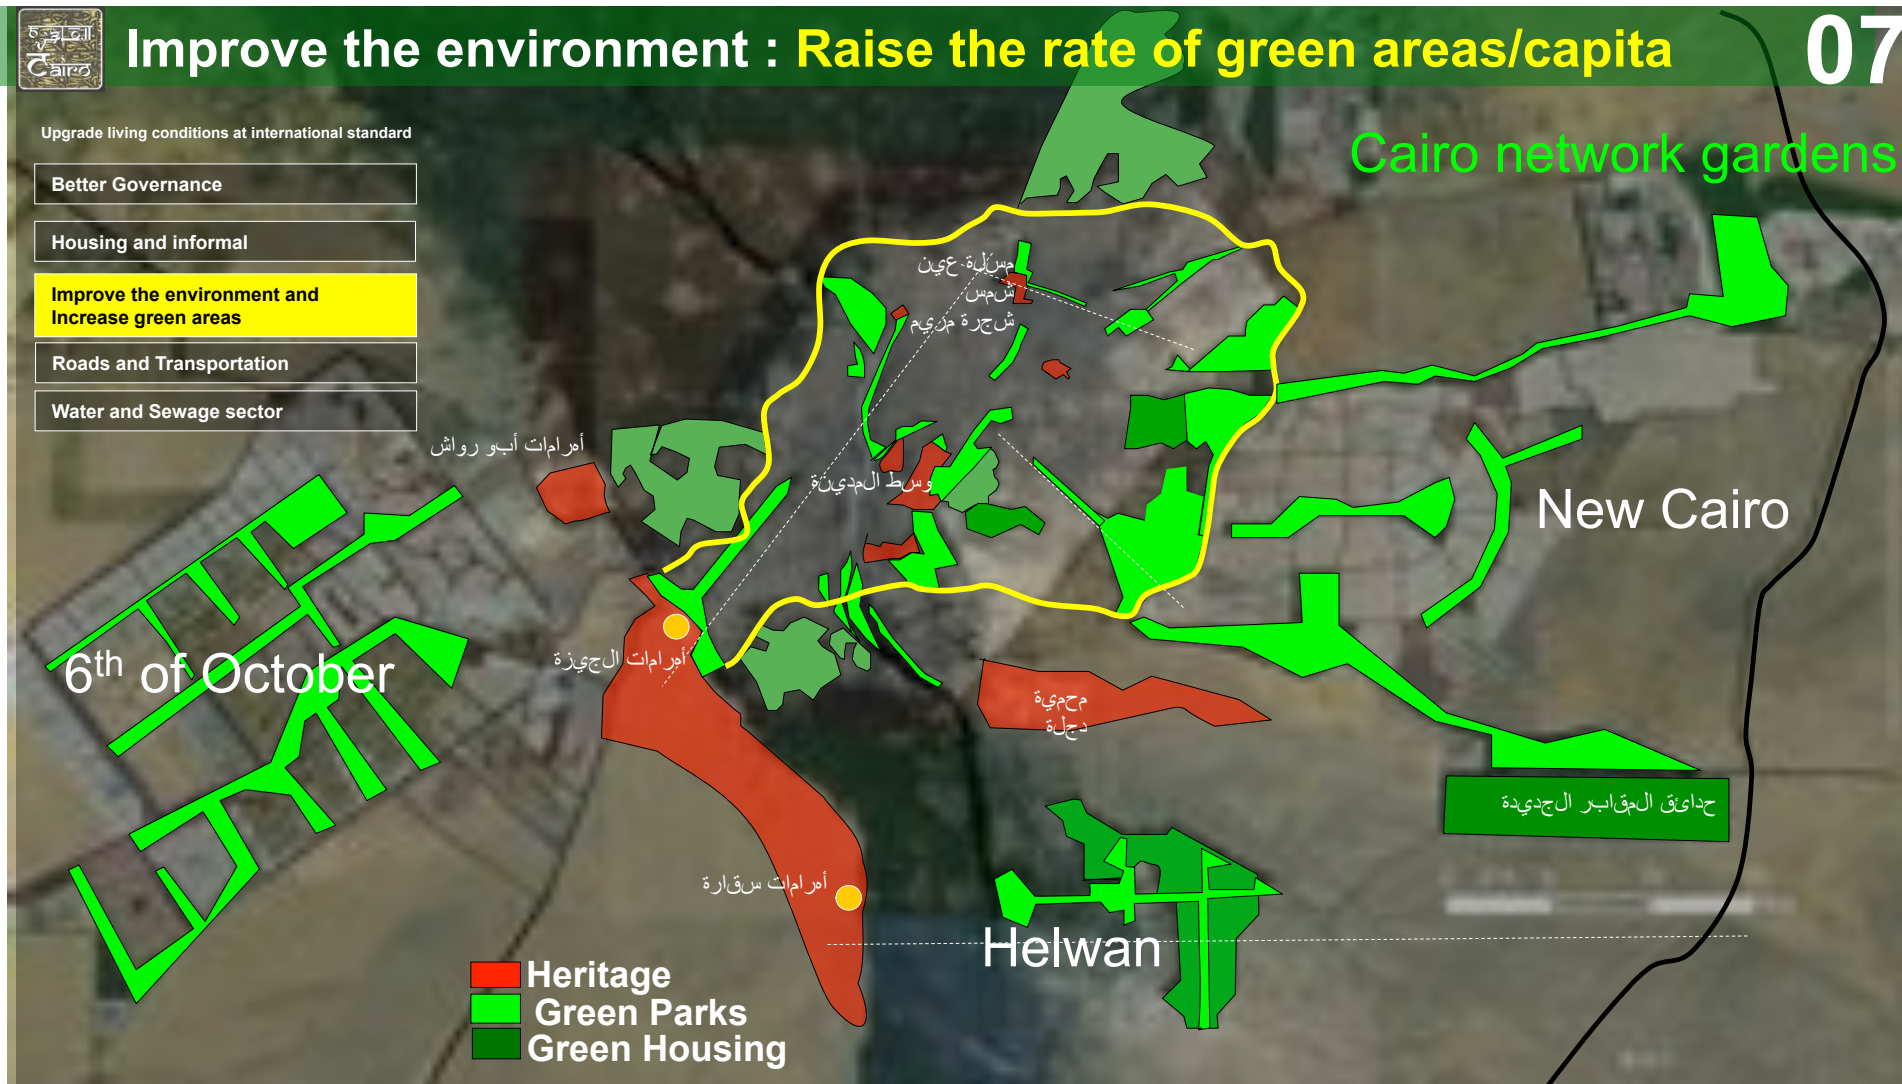 القاهرة
Cairo
Improve the environment : Raise the rate of green areas/capita
07
Upgrade living conditions at international standard
Better Governance
Housing and informal
Improve the environment and
Increase green areas
Roads and Transportation
Water and Sewage sector
Cairo network gardens
مسلة عين
شمس
شجرة مريم
أهرامات أبو رواش
وسط المدينة
New Cairo
6th of October
أهرامات الجيزة
محمية
دجلة
حدائق المقابر الجديدة
أهرامات سقارة
Helwan
Heritage
Green Parks
Green Housing